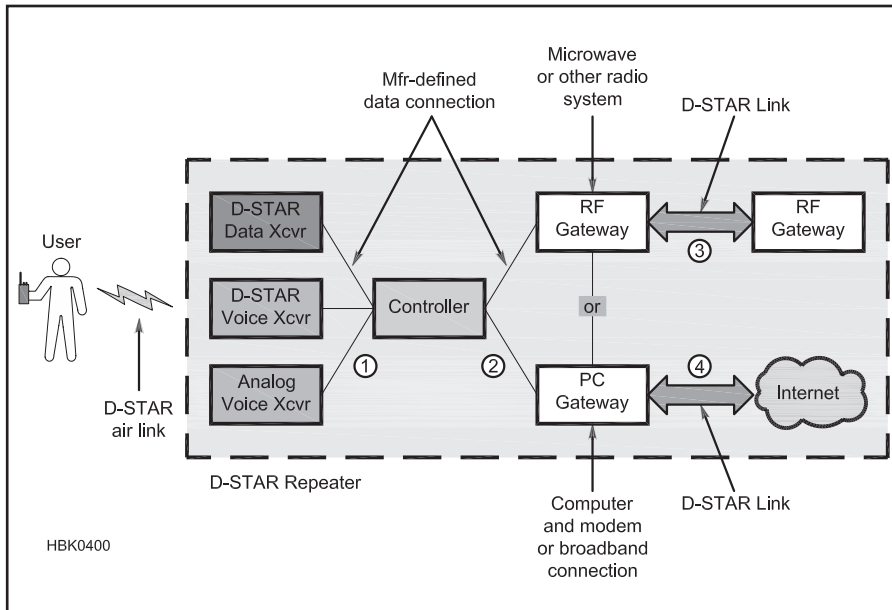 Mfr-defined
data connection
Microwave
or other radio
system
D-STAR Link
User
D-STAR
air link
D-STAR
Data Xcvr
D-STAR
Voice Xcvr
Analog
Voice Xcvr
Controller
RF
Gateway
RF
Gateway
or
PC
Gateway
Internet
1
2
3
4
D-STAR Repeater
Computer
and modem
or broadband
connection
D-STAR Link
HBK0400